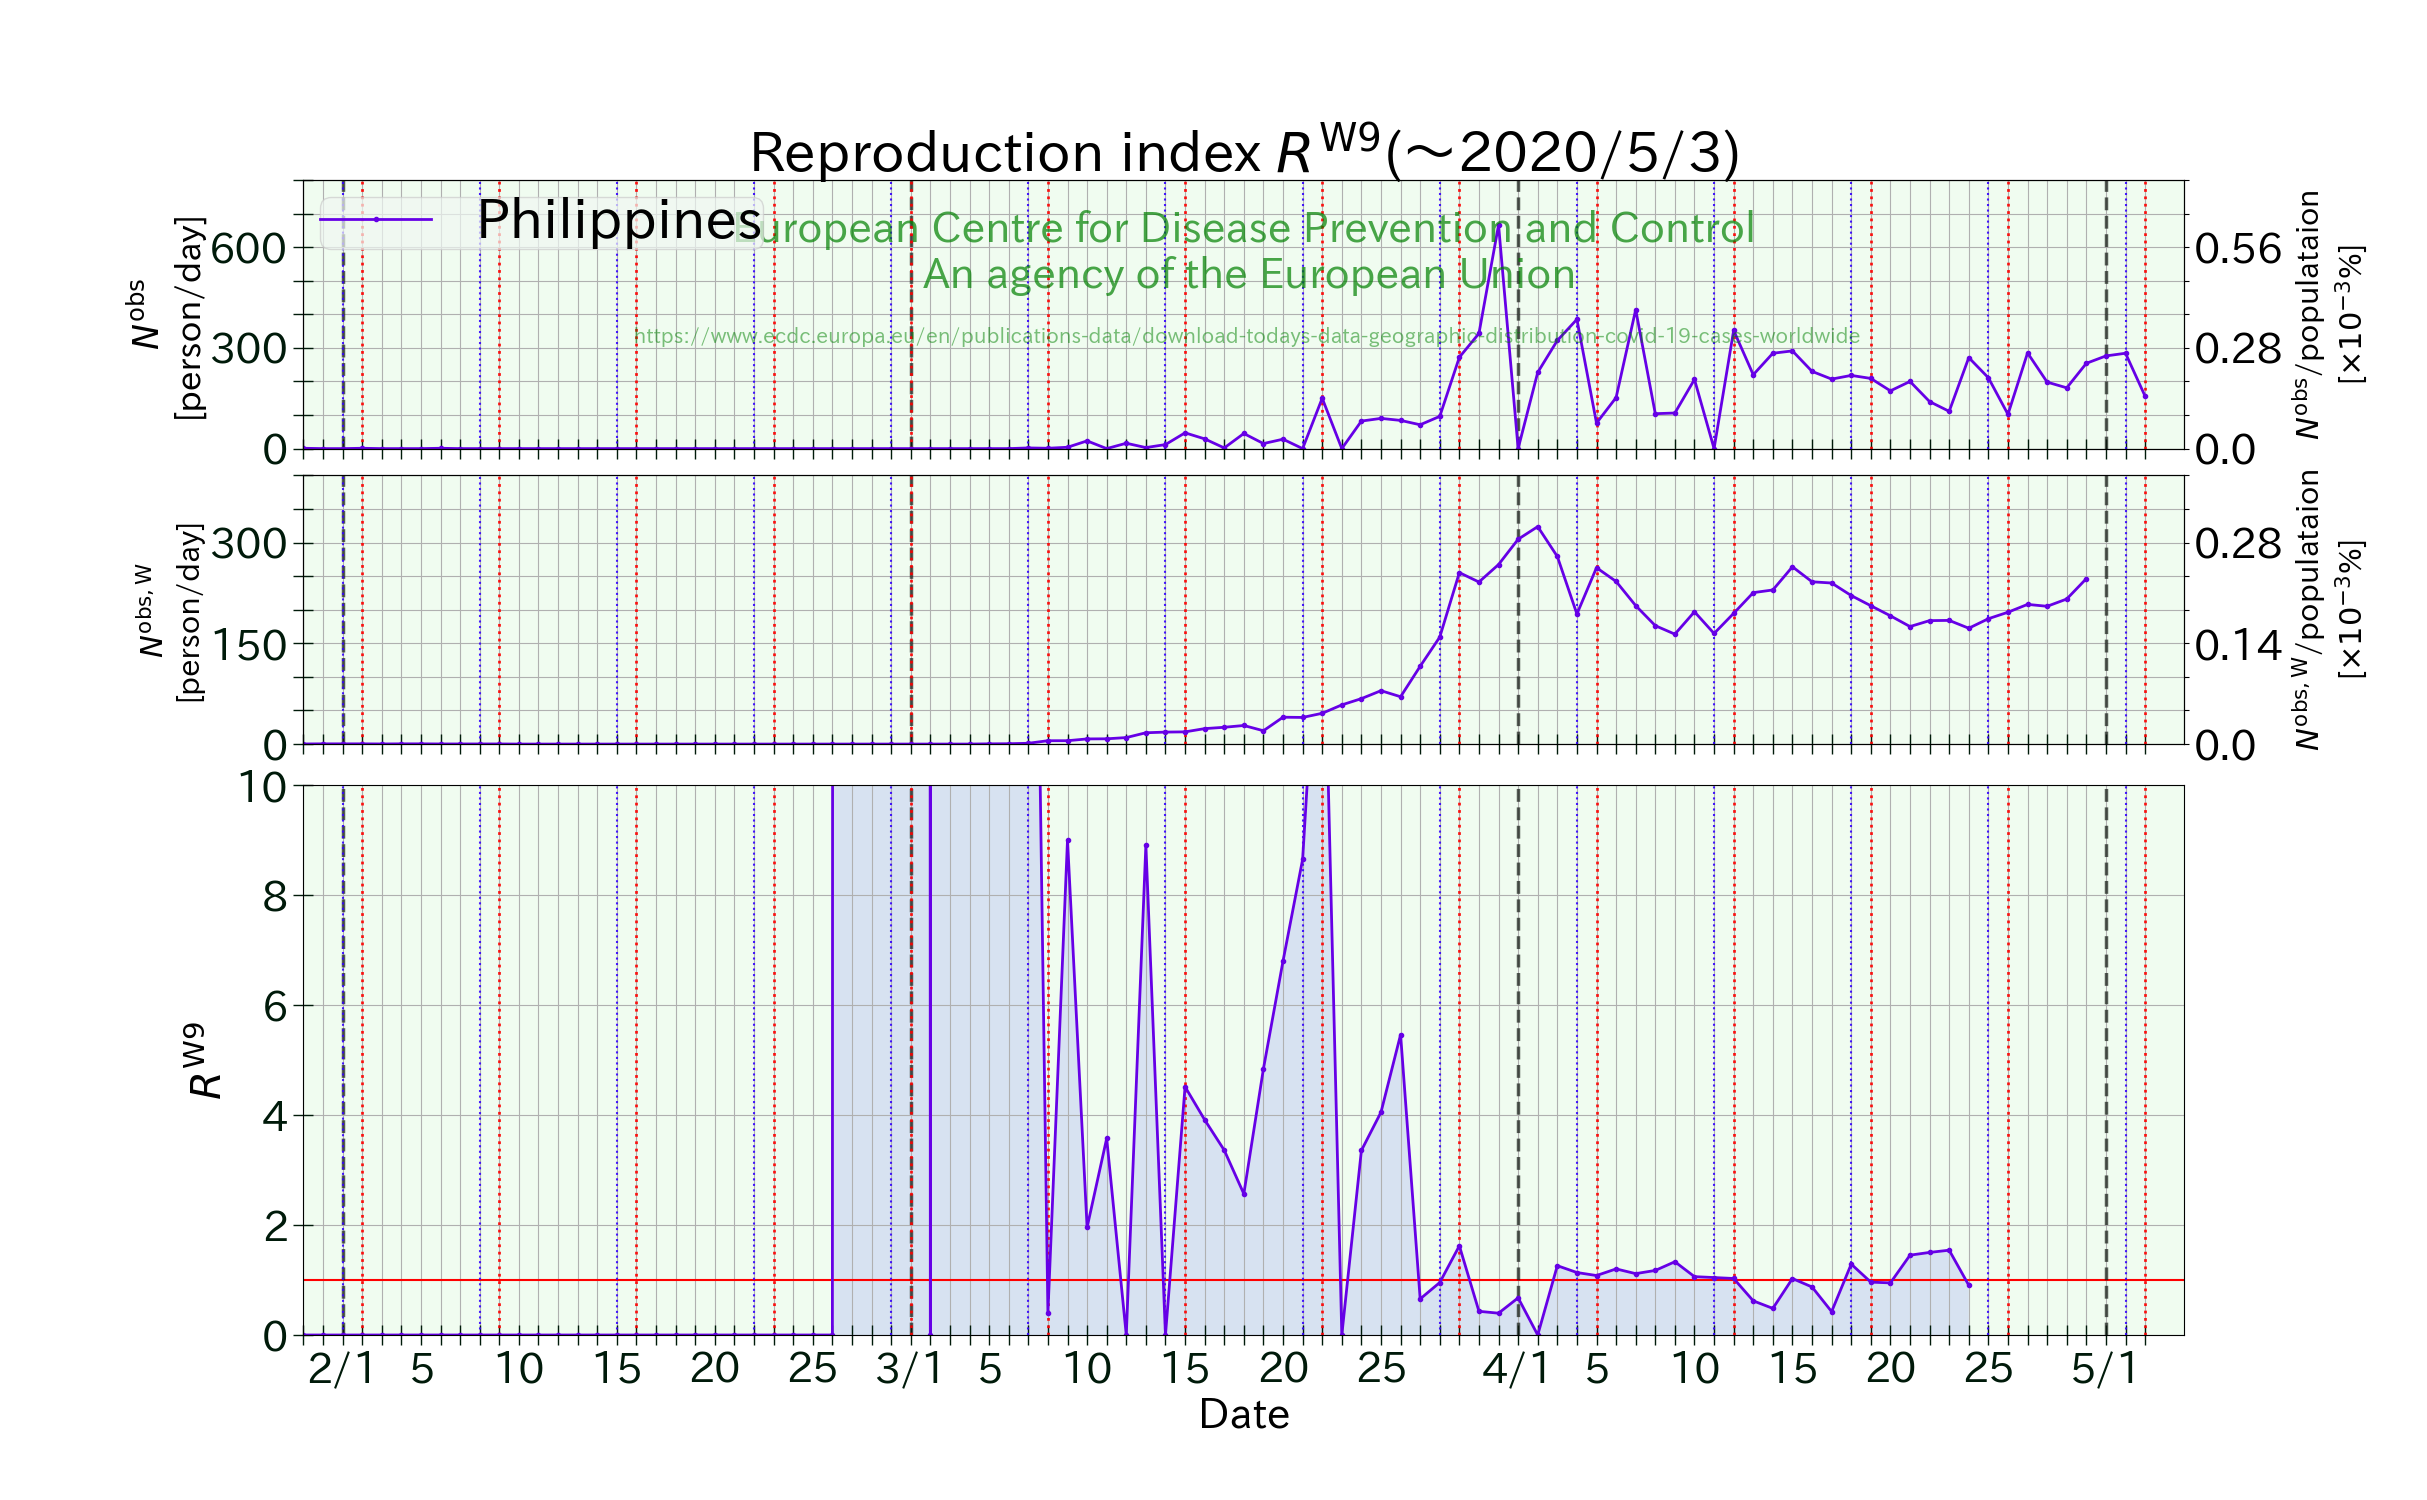 Reproduction index R^W9(～2020/5/3)
Philippines
European Centre for Disease Prevention and Control
An agency of the European Union
https://www.ecdc.europa.eu/en/publications-data/download-todays-data-geographic-distribution-covid-19-cases-worldwide
N^obs
[person/day]
600
300
0
0.56
0.28
0.0
N^obs/populataion
[×10^−3%]
N^obs,W
[person/day]
300
150
0
0.28
0.14
0.0
N^obs,W/populataion
[×10^−3%]
R^W9
10
8
6
4
2
0
2/1 5 10 15 20 25 3/1 5 10 15 20 25 4/1 5 10 15 20 25 5/1
Date